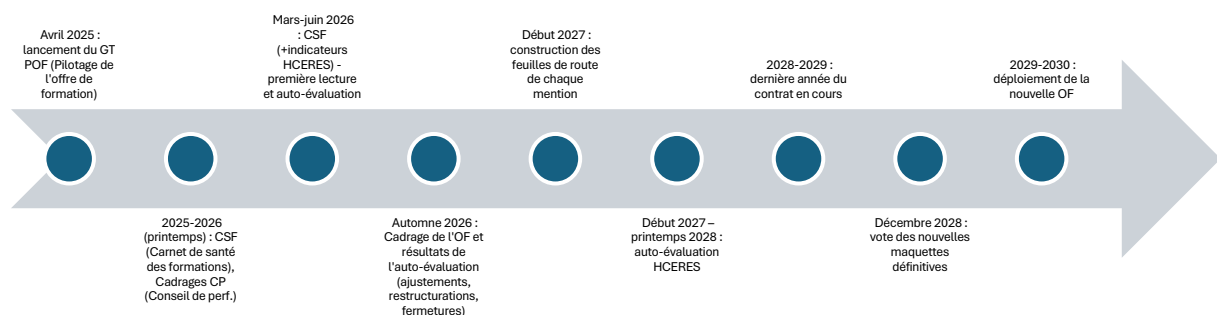 Avril 2025 :
lancement du GT
POF (Pilotage de
l'offre de
formation)
2025-2026
(printemps) : CSF
(Carnet de santé
des formations),
Cadrages CP
(Conseil de perf.)
Mars-juin 2026
: CSF
(+indicateurs
HCERES) -
première lecture
et auto-évaluation
Automne 2026 :
Cadrage de l'OF et
résultats de
l'auto-évaluation
(ajustements,
restructurations,
fermetures)
Début 2027 :
construction des
feuilles de route
de chaque
mention
Début 2027 –
printemps 2028 :
auto-évaluation
HCERES
2028-2029 :
dernière année du
contrat en cours
Décembre 2028 :
vote des nouvelles
maquettes
définitives
2029-2030 :
déploiement de la
nouvelle OF